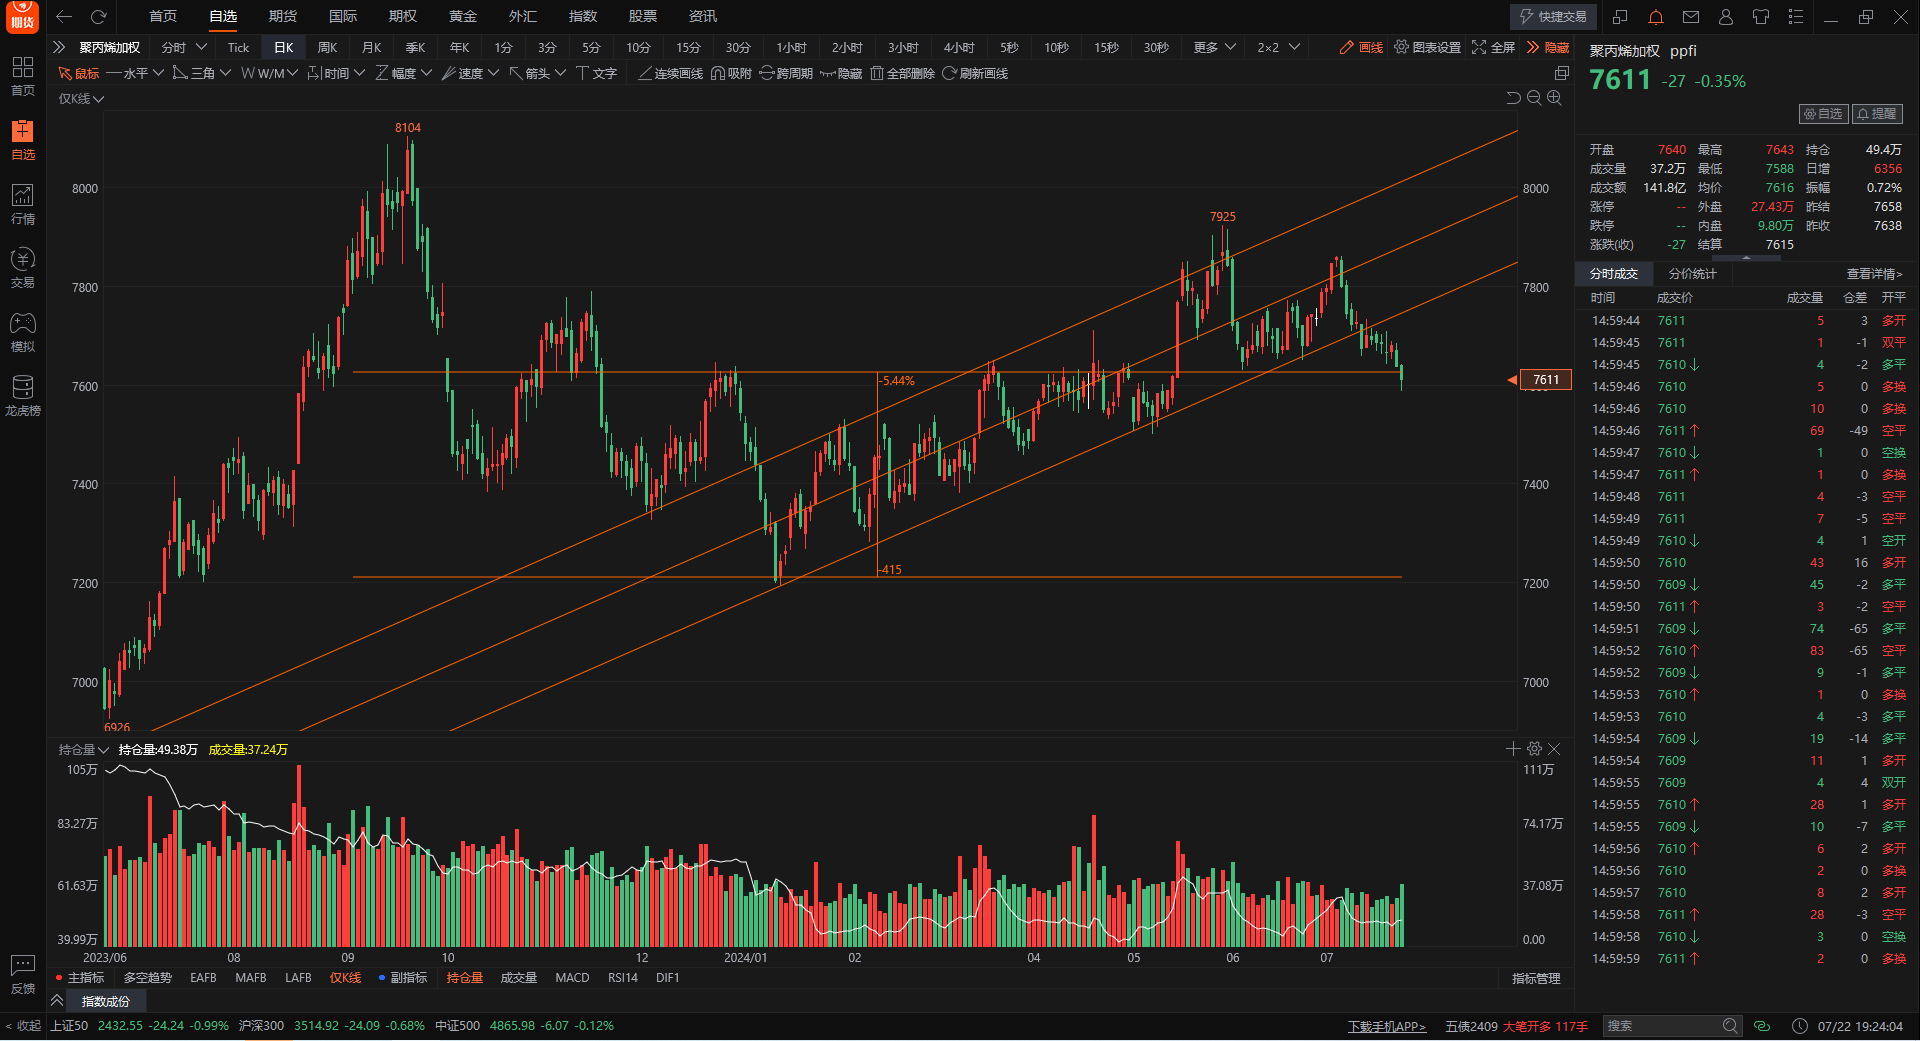 期货 首页 自选 期货 国际 期权 黄金 外汇 指数 股票 资讯 快捷交易
聚丙烯加权 分时 Tick 日K 周K 月K 季K 年K 1分 3分 5分 10分 15分 30分 1小时 2小时 3小时 4小时 5秒 10秒 15秒 30秒 更多 2×2 画线 图表设置 全屏 隐藏
鼠标 水平 三角 W/M 时间 幅度 速度 箭头 文字 连续画线 吸附 跨周期 隐藏 全部删除 刷新画线
仅K线
首页
自选
行情
交易
模拟
龙虎榜
反馈
< 收起
8104
7925
8000 8000
7800 7800
7600
7400 7400
7200 7200
7000 7000
6926
-5.44%
-415
7611
持仓量 持仓量:49.38万 成交量:37.24万
105万 111万
83.27万 74.17万
61.63万 37.08万
39.99万 0.00
2023/06 08 09 10 12 2024/01 02 04 05 06 07
主指标 多空趋势 EAFB MAFB LAFB 仅K线 副指标 持仓量 成交量 MACD RSI14 DIF1 指标管理
指数成份
聚丙烯加权 ppfi
7611 -27 -0.35%
自选 提醒
开盘 7640 最高 7643 持仓 49.4万
成交量 37.2万 最低 7588 日增 6356
成交额 141.8亿 均价 7616 振幅 0.72%
涨停 -- 外盘 27.43万 昨结 7658
跌停 -- 内盘 9.80万 昨收 7638
涨跌(收) -27 结算 7615
分时成交 分价统计 查看详情>
时间 成交价 成交量 仓差 开平
14:59:44 7611 5 3 多开
14:59:45 7611 1 -1 双平
14:59:45 7610↓ 4 -2 多平
14:59:46 7610 5 0 多换
14:59:46 7610 10 0 多换
14:59:46 7611↑ 69 -49 空平
14:59:47 7610↓ 1 0 空换
14:59:47 7611↑ 1 0 多换
14:59:48 7611 4 -3 空平
14:59:49 7611 7 -5 空平
14:59:49 7610↓ 4 1 空开
14:59:50 7610 43 16 多开
14:59:50 7609↓ 45 -2 多平
14:59:50 7611↑ 3 -2 空平
14:59:51 7609↓ 74 -65 多平
14:59:52 7610↑ 83 -65 空平
14:59:52 7609↓ 9 -1 多平
14:59:53 7610↑ 1 0 多换
14:59:53 7610 4 -3 多平
14:59:54 7609↓ 19 -14 多平
14:59:54 7609 11 1 多开
14:59:55 7609 4 4 双开
14:59:55 7610↑ 28 1 多开
14:59:55 7609↓ 10 -7 多平
14:59:56 7610↑ 6 2 多开
14:59:56 7610 2 0 多换
14:59:57 7610 8 2 多开
14:59:58 7611↑ 28 -3 空平
14:59:58 7610↓ 3 0 空换
14:59:59 7611↑ 2 0 多换
上证50 2432.55 -24.24 -0.99% 沪深300 3514.92 -24.09 -0.68% 中证500 4865.98 -6.07 -0.12% 下载手机APP> 五债2409 大笔开多 117手 搜索 07/22 19:24:04